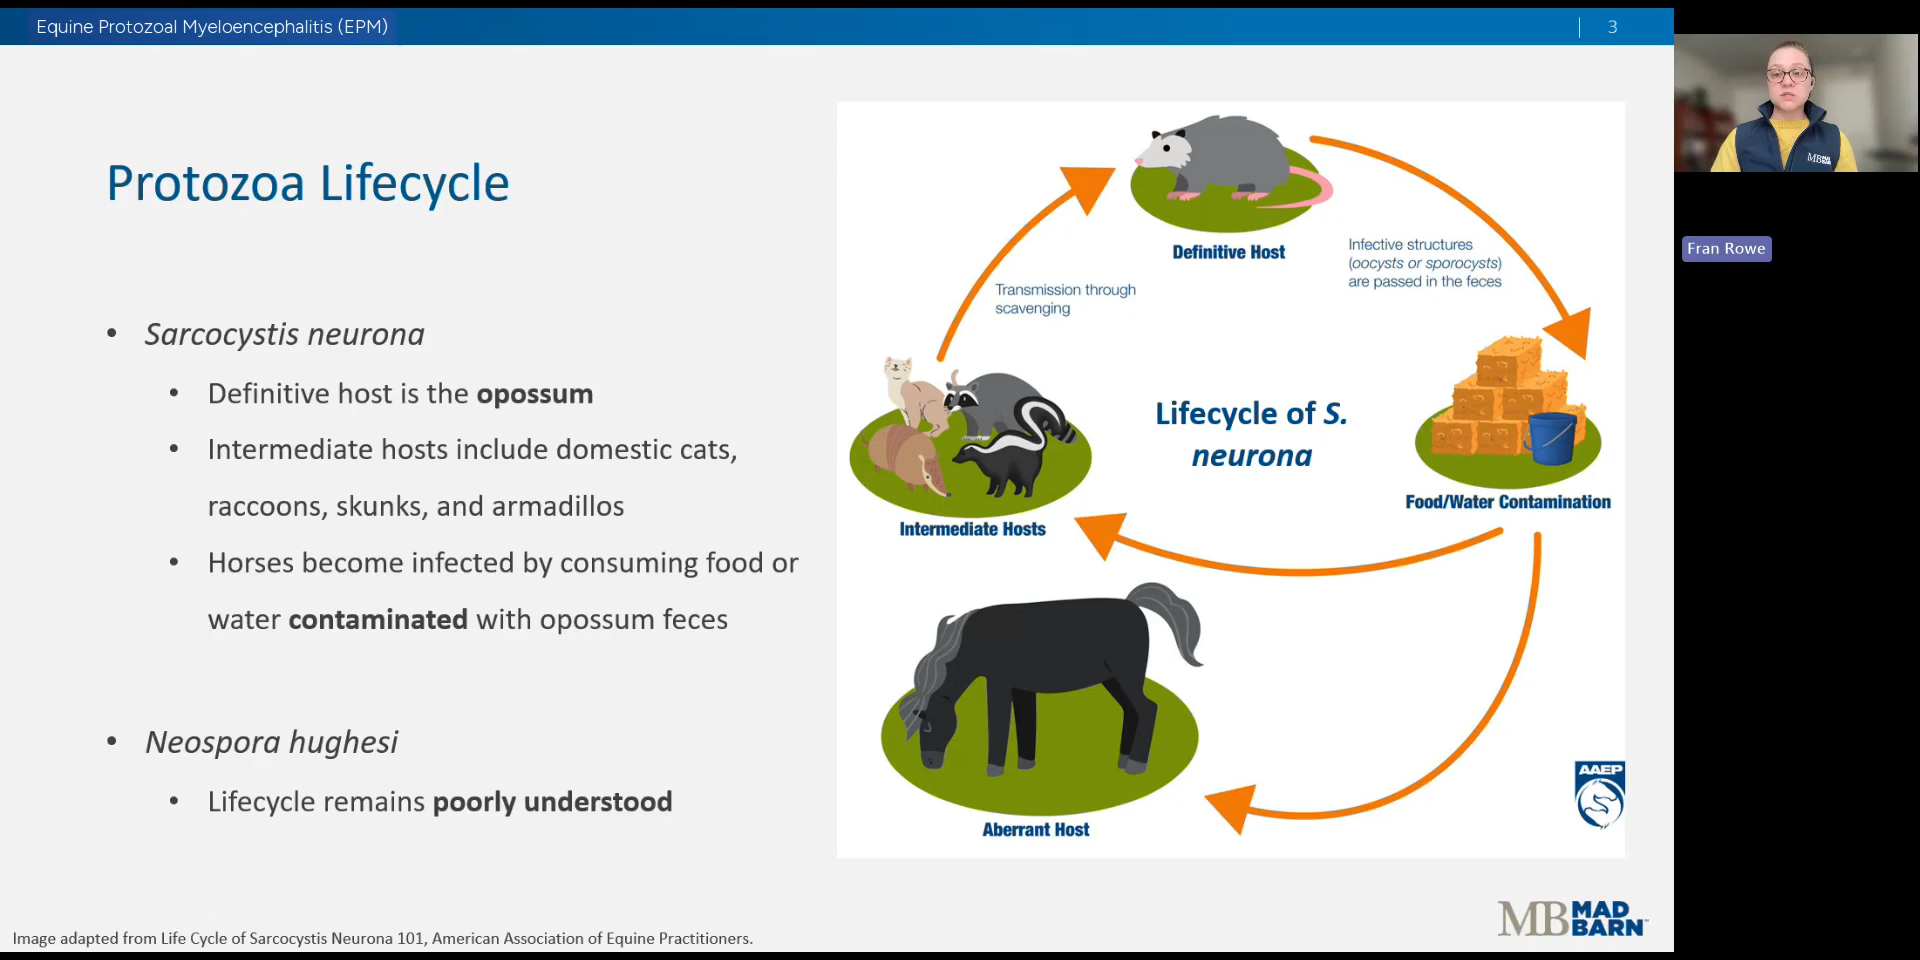 Equine Protozoal Myeloencephalitis (EPM)
3
Protozoa Lifecycle
• Sarcocystis neurona
• Definitive host is the opossum
• Intermediate hosts include domestic cats,
raccoons, skunks, and armadillos
• Horses become infected by consuming food or
water contaminated with opossum feces
• Neospora hughesi
• Lifecycle remains poorly understood
Image adapted from Life Cycle of Sarcocystis Neurona 101, American Association of Equine Practitioners.
Definitive Host
Infective structures
(oocysts or sporocysts)
are passed in the feces
Transmission through
scavenging
Lifecycle of S.
neurona
Food/Water Contamination
Intermediate Hosts
Aberrant Host
AAEP
MB MAD
BARN™
MB MAD
BARN
Fran Rowe